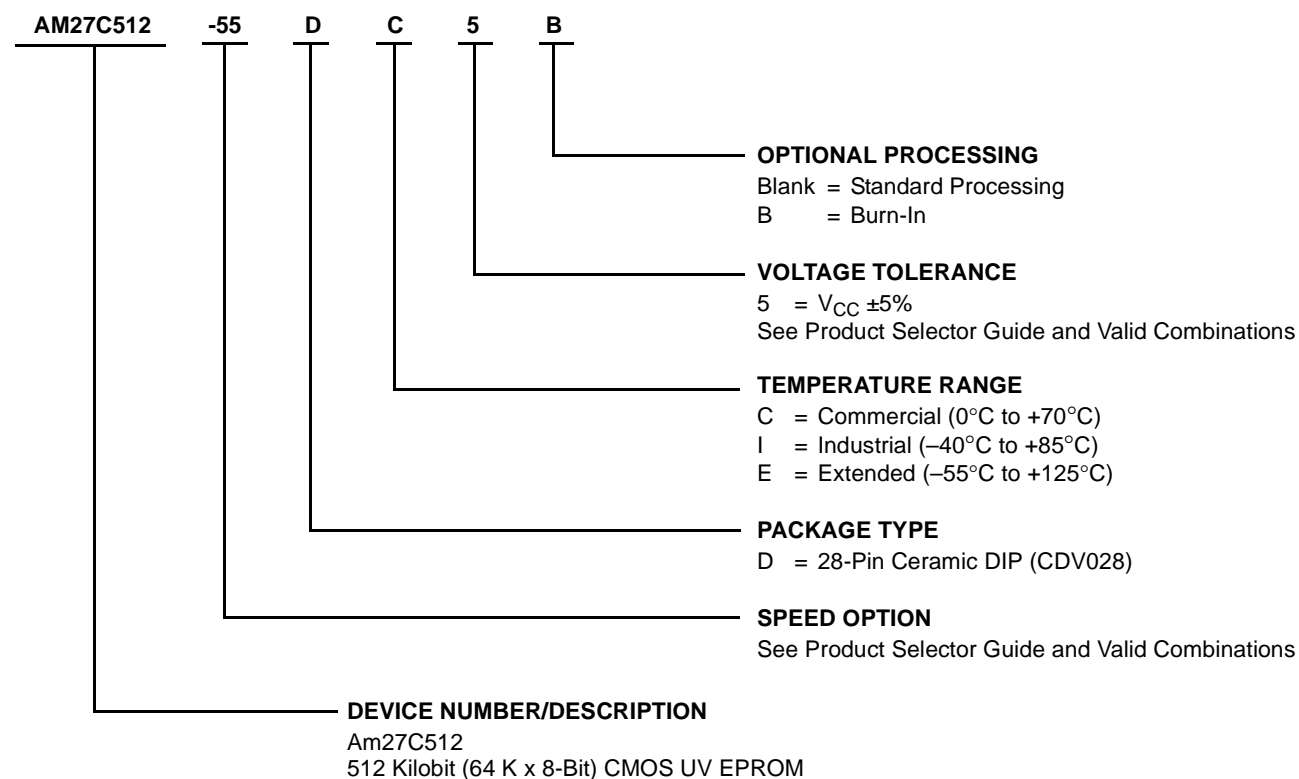 AM27C512 -55 D C 5 B
OPTIONAL PROCESSING
Blank = Standard Processing
B = Burn-In
VOLTAGE TOLERANCE
5 = VCC ±5%
See Product Selector Guide and Valid Combinations
TEMPERATURE RANGE
C = Commercial (0°C to +70°C)
I = Industrial (–40°C to +85°C)
E = Extended (–55°C to +125°C)
PACKAGE TYPE
D = 28-Pin Ceramic DIP (CDV028)
SPEED OPTION
See Product Selector Guide and Valid Combinations
DEVICE NUMBER/DESCRIPTION
Am27C512
512 Kilobit (64 K x 8-Bit) CMOS UV EPROM